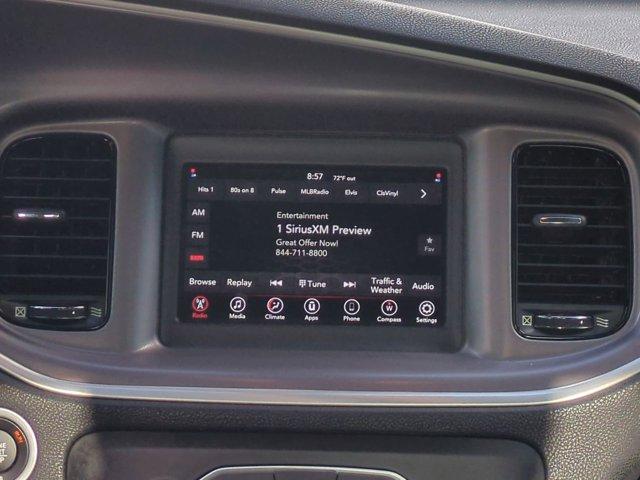 8:57 72°F out
Hits 1 80s on 8 Pulse MLBRadio Elvis ClsVinyl
AM
FM
Entertainment
1 SiriusXM Preview
Great Offer Now!
844-711-8800
Fav
Browse Replay Tune Traffic & Weather Audio
Radio Media Climate Apps Phone Compass Settings
W